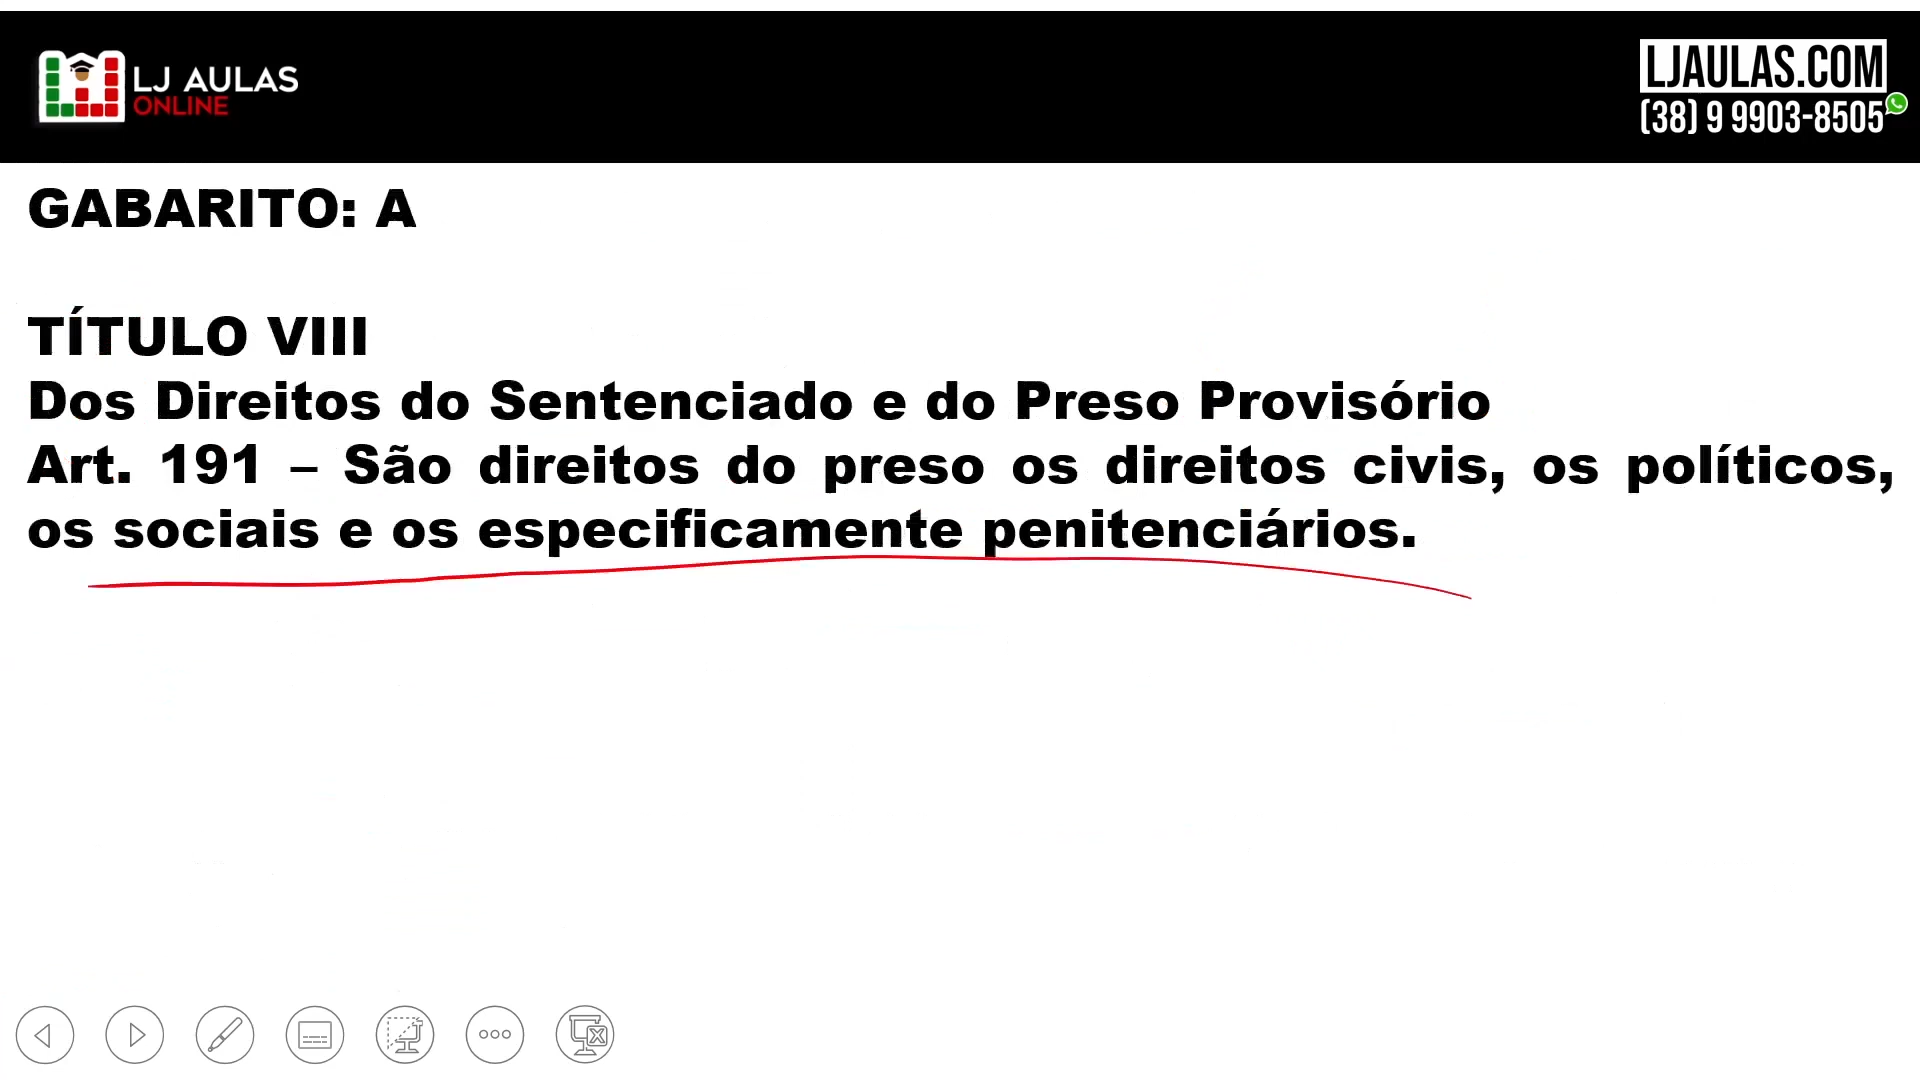 LJ AULAS
ONLINE
LJAULAS.COM
(38) 9 9903-8505
GABARITO: A
TÍTULO VIII
Dos Direitos do Sentenciado e do Preso Provisório
Art. 191 – São direitos do preso os direitos civis, os políticos,
os sociais e os especificamente penitenciários.